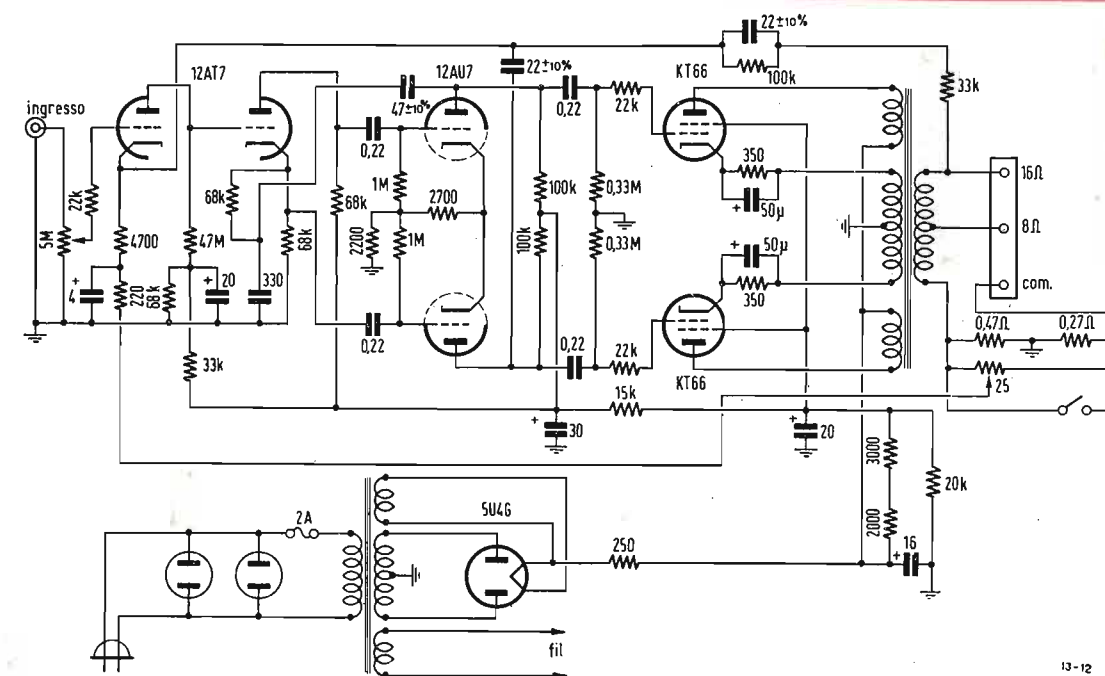 22±10%
12AT7
22±10%
12AU7
KT66
100k
33k
ingresso
47±10%
0,22
22k
16Ω
0,22
350
22k
68k
68k
1M
100k
0,33M
50µ
8Ω
5M
4700
47M
68k
2200
2700
1M
100k
0,33M
50µ
com.
4
220
68k
20
330
350
0,47Ω
0,27Ω
0,22
0,22
22k
KT66
25
33k
15k
30
20
3000
20k
2A
5U4G
2000
250
16
fil
13-12